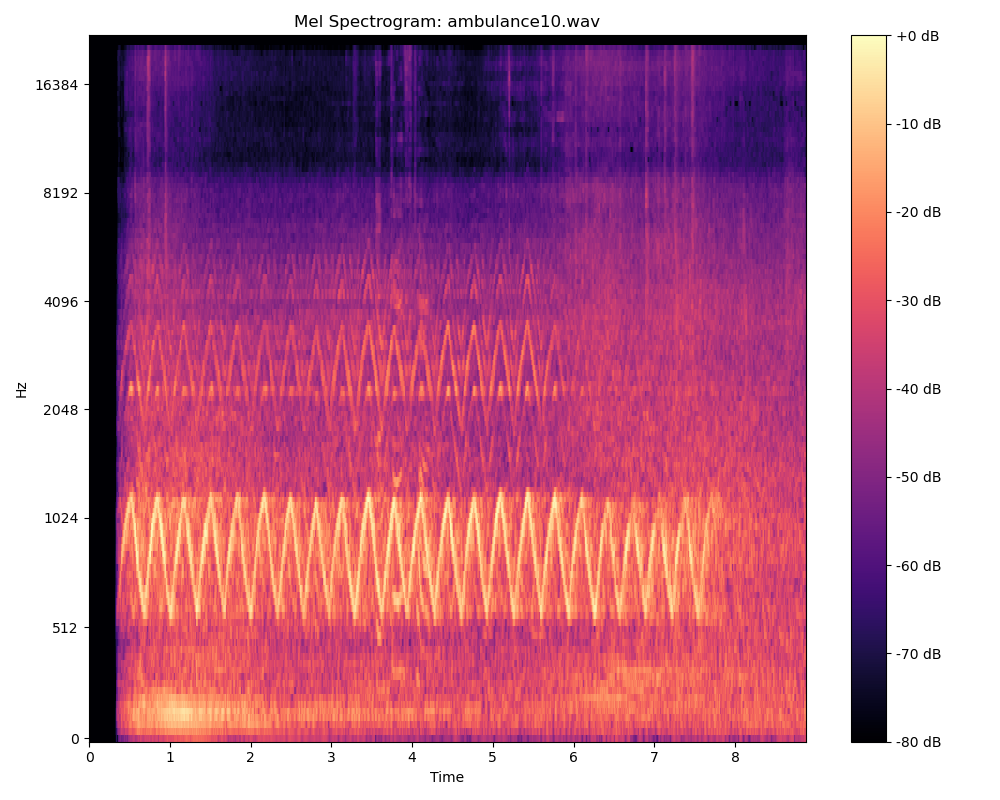 Mel Spectrogram: ambulance10.wav
+0 dB
16384
-10 dB
8192
-20 dB
4096
-30 dB
Hz
2048
-40 dB
-50 dB
1024
-60 dB
512
-70 dB
0
-80 dB
0 1 2 3 4 5 6 7 8
Time